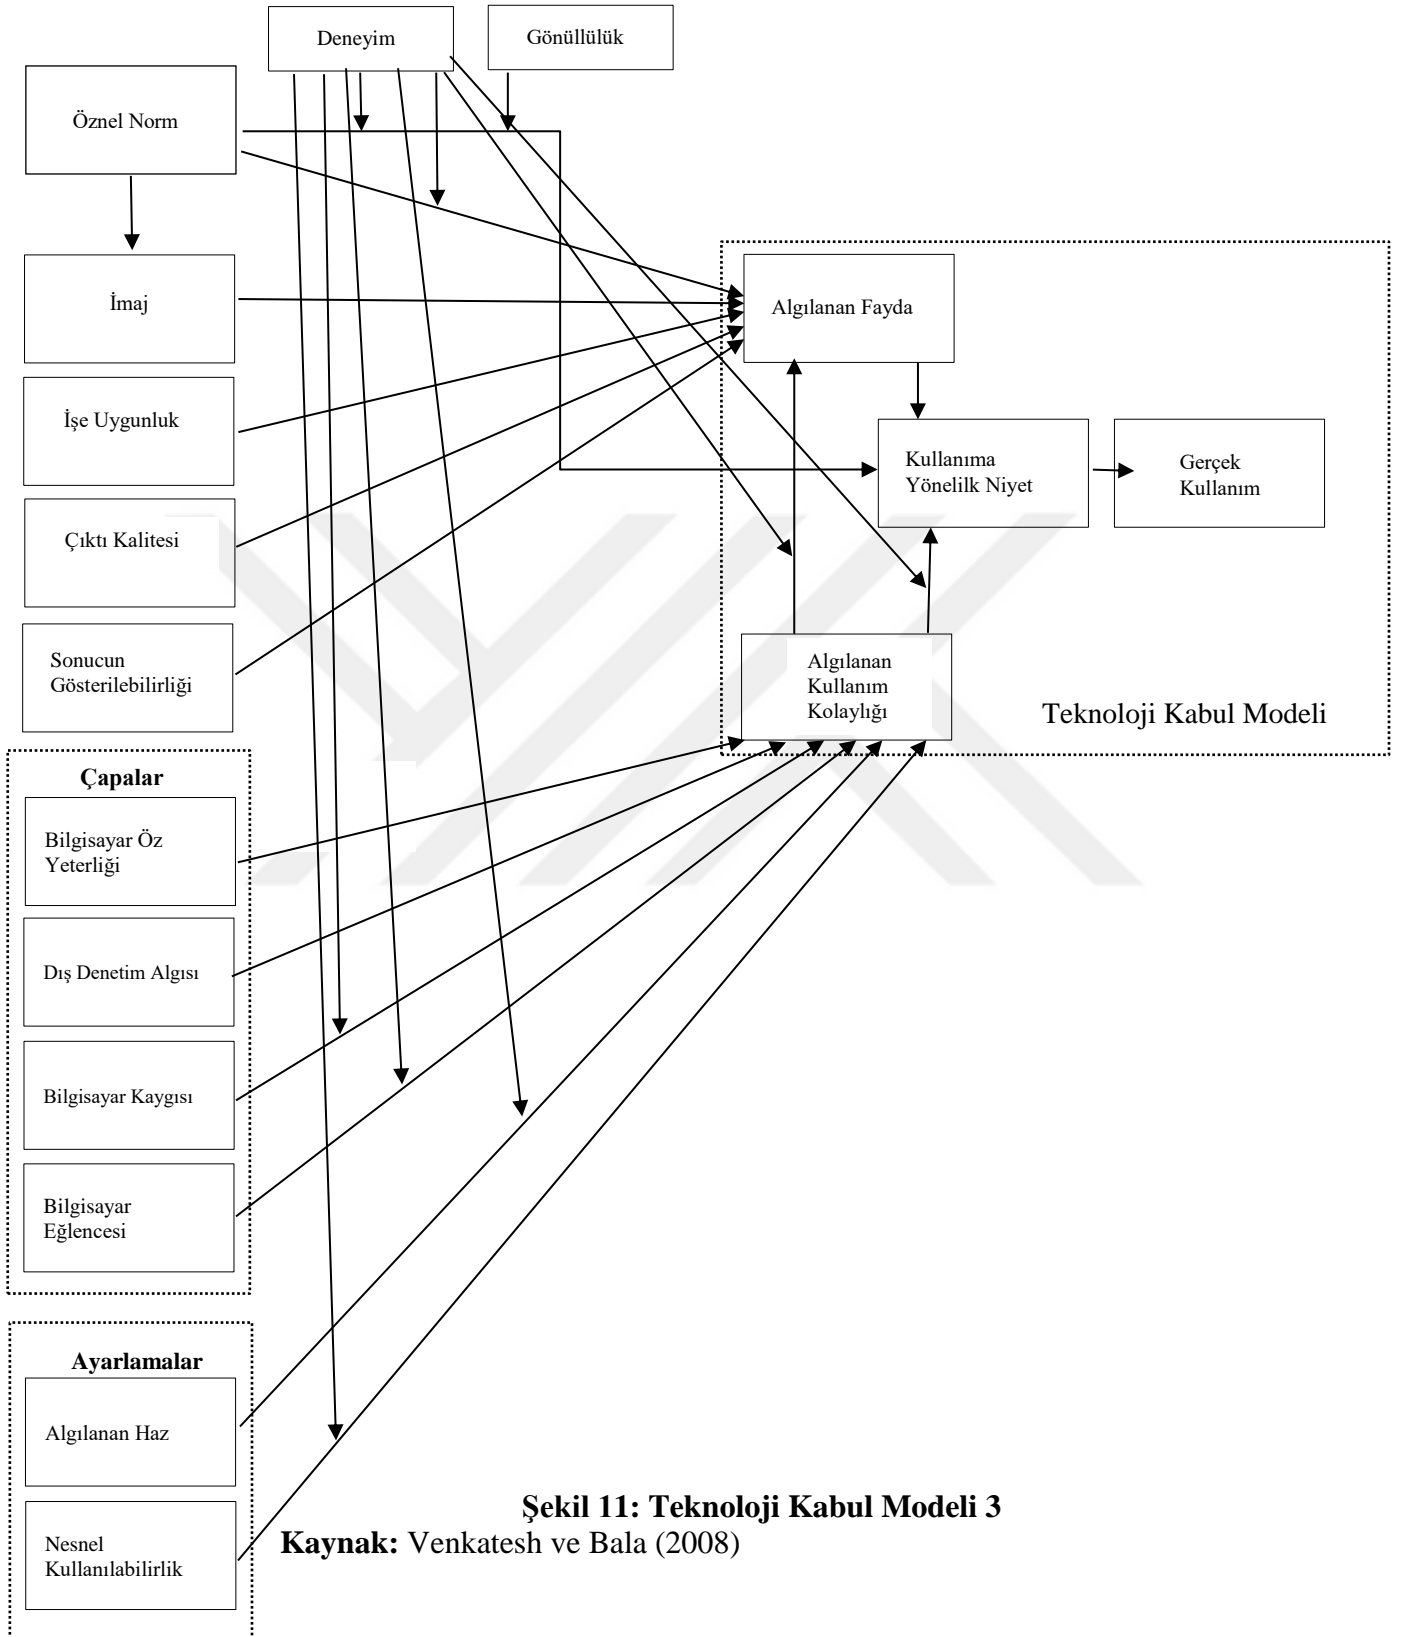 Deneyim
Gönüllülük
Öznel Norm
İmaj
Algılanan Fayda
İşe Uygunluk
Kullanıma
Yönelilk Niyet
Gerçek
Kullanım
Çıktı Kalitesi
Sonucun
Gösterilebilirliği
Algılanan
Kullanım
Kolaylığı
Teknoloji Kabul Modeli
Çapalar
Bilgisayar Öz
Yeterliği
Dış Denetim Algısı
Bilgisayar Kaygısı
Bilgisayar
Eğlencesi
Ayarlamalar
Algılanan Haz
Nesnel
Kullanılabilirlik
Şekil 11: Teknoloji Kabul Modeli 3
Kaynak: Venkatesh ve Bala (2008)